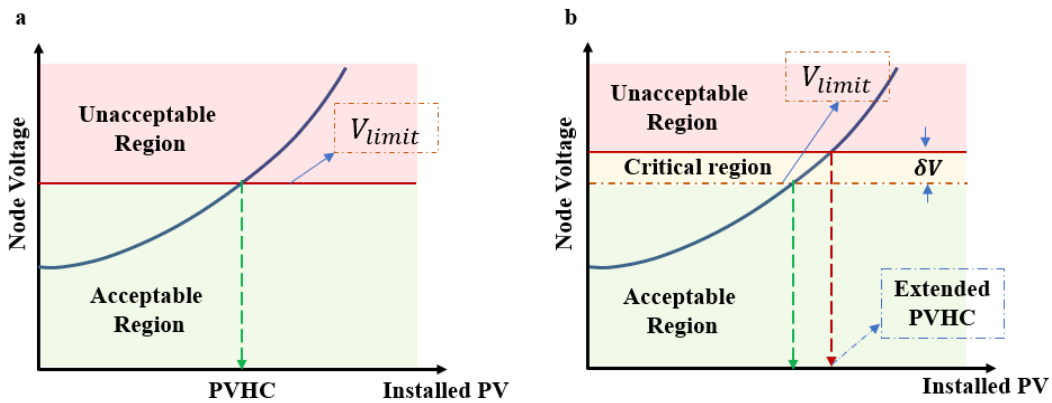 a
Unacceptable
Region
V_limit
Node Voltage
Acceptable
Region
PVHC
Installed PV
b
Unacceptable
Region
V_limit
Critical region
δV
Node Voltage
Acceptable
Region
Extended
PVHC
Installed PV